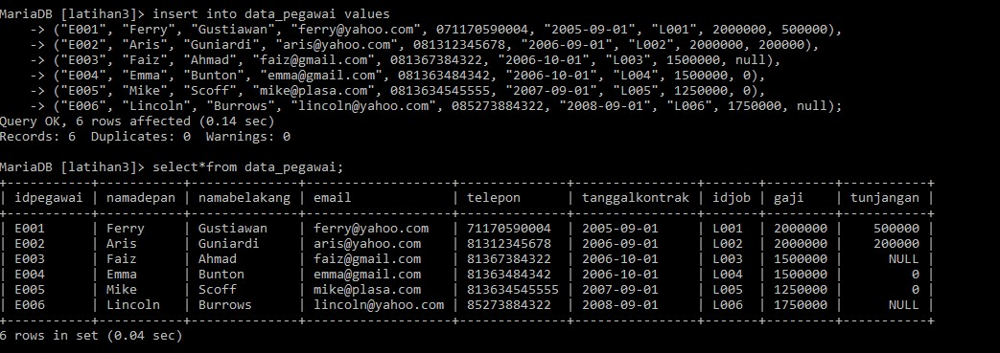 MariaDB [latihan3]> insert into data_pegawai values
    -> ("E001", "Ferry", "Gustiawan", "ferry@yahoo.com", 071170590004, "2005-09-01", "L001", 2000000, 500000),
    -> ("E002", "Aris", "Guniardi", "aris@yahoo.com", 081312345678, "2006-09-01", "L002", 2000000, 200000),
    -> ("E003", "Faiz", "Ahmad", "faiz@gmail.com", 081367384322, "2006-10-01", "L003", 1500000, null),
    -> ("E004", "Emma", "Bunton", "emma@gmail.com", 081363484342, "2006-10-01", "L004", 1500000, 0),
    -> ("E005", "Mike", "Scoff", "mike@plasa.com", 0813634545555, "2007-09-01", "L005", 1250000, 0),
    -> ("E006", "Lincoln", "Burrows", "lincoln@yahoo.com", 085273884322, "2008-09-01", "L006", 1750000, null);
Query OK, 6 rows affected (0.14 sec)
Records: 6  Duplicates: 0  Warnings: 0
MariaDB [latihan3]> select*from data_pegawai;
| idpegawai | namadepan | namabelakang | email | telepon | tanggalkontrak | idjob | gaji | tunjangan |
| E001 | Ferry | Gustiawan | ferry@yahoo.com | 71170590004 | 2005-09-01 | L001 | 2000000 | 500000 |
| E002 | Aris | Guniardi | aris@yahoo.com | 81312345678 | 2006-09-01 | L002 | 2000000 | 200000 |
| E003 | Faiz | Ahmad | faiz@gmail.com | 81367384322 | 2006-10-01 | L003 | 1500000 | NULL |
| E004 | Emma | Bunton | emma@gmail.com | 81363484342 | 2006-10-01 | L004 | 1500000 | 0 |
| E005 | Mike | Scoff | mike@plasa.com | 813634545555 | 2007-09-01 | L005 | 1250000 | 0 |
| E006 | Lincoln | Burrows | lincoln@yahoo.com | 85273884322 | 2008-09-01 | L006 | 1750000 | NULL |
6 rows in set (0.04 sec)